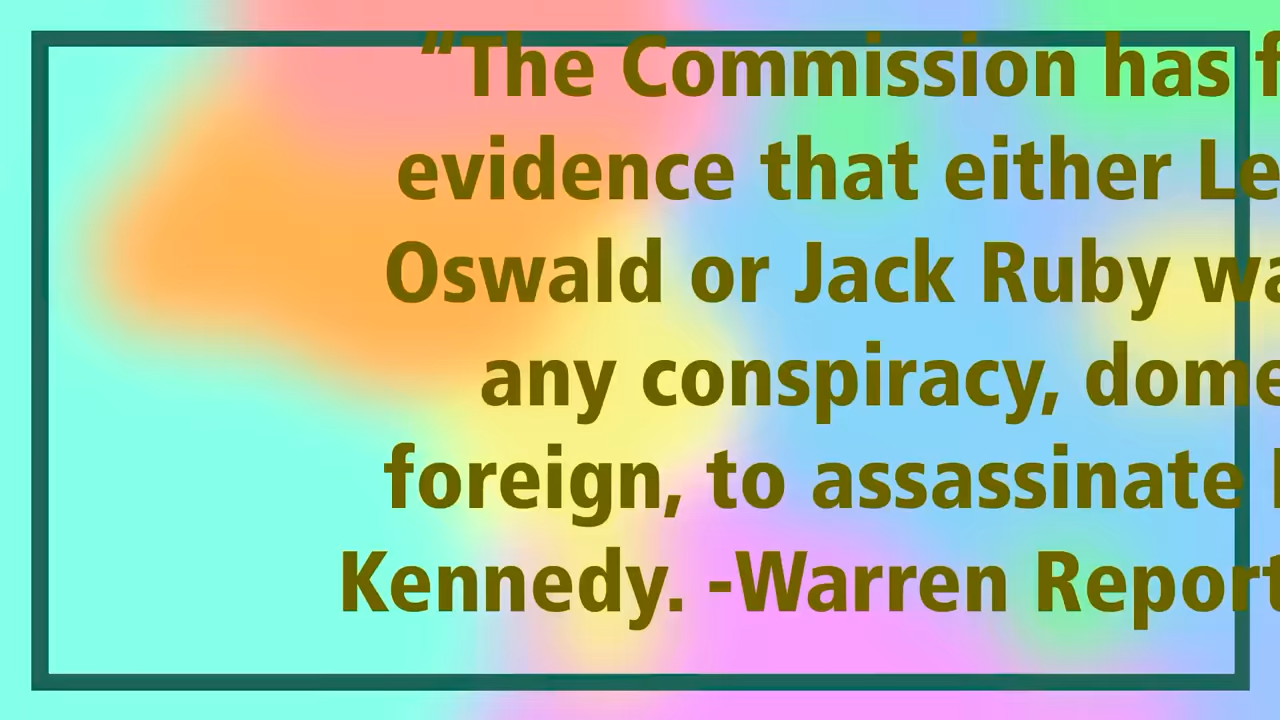 “The Commission has f
evidence that either Le
Oswald or Jack Ruby wa
any conspiracy, dome
foreign, to assassinate
Kennedy. -Warren Report